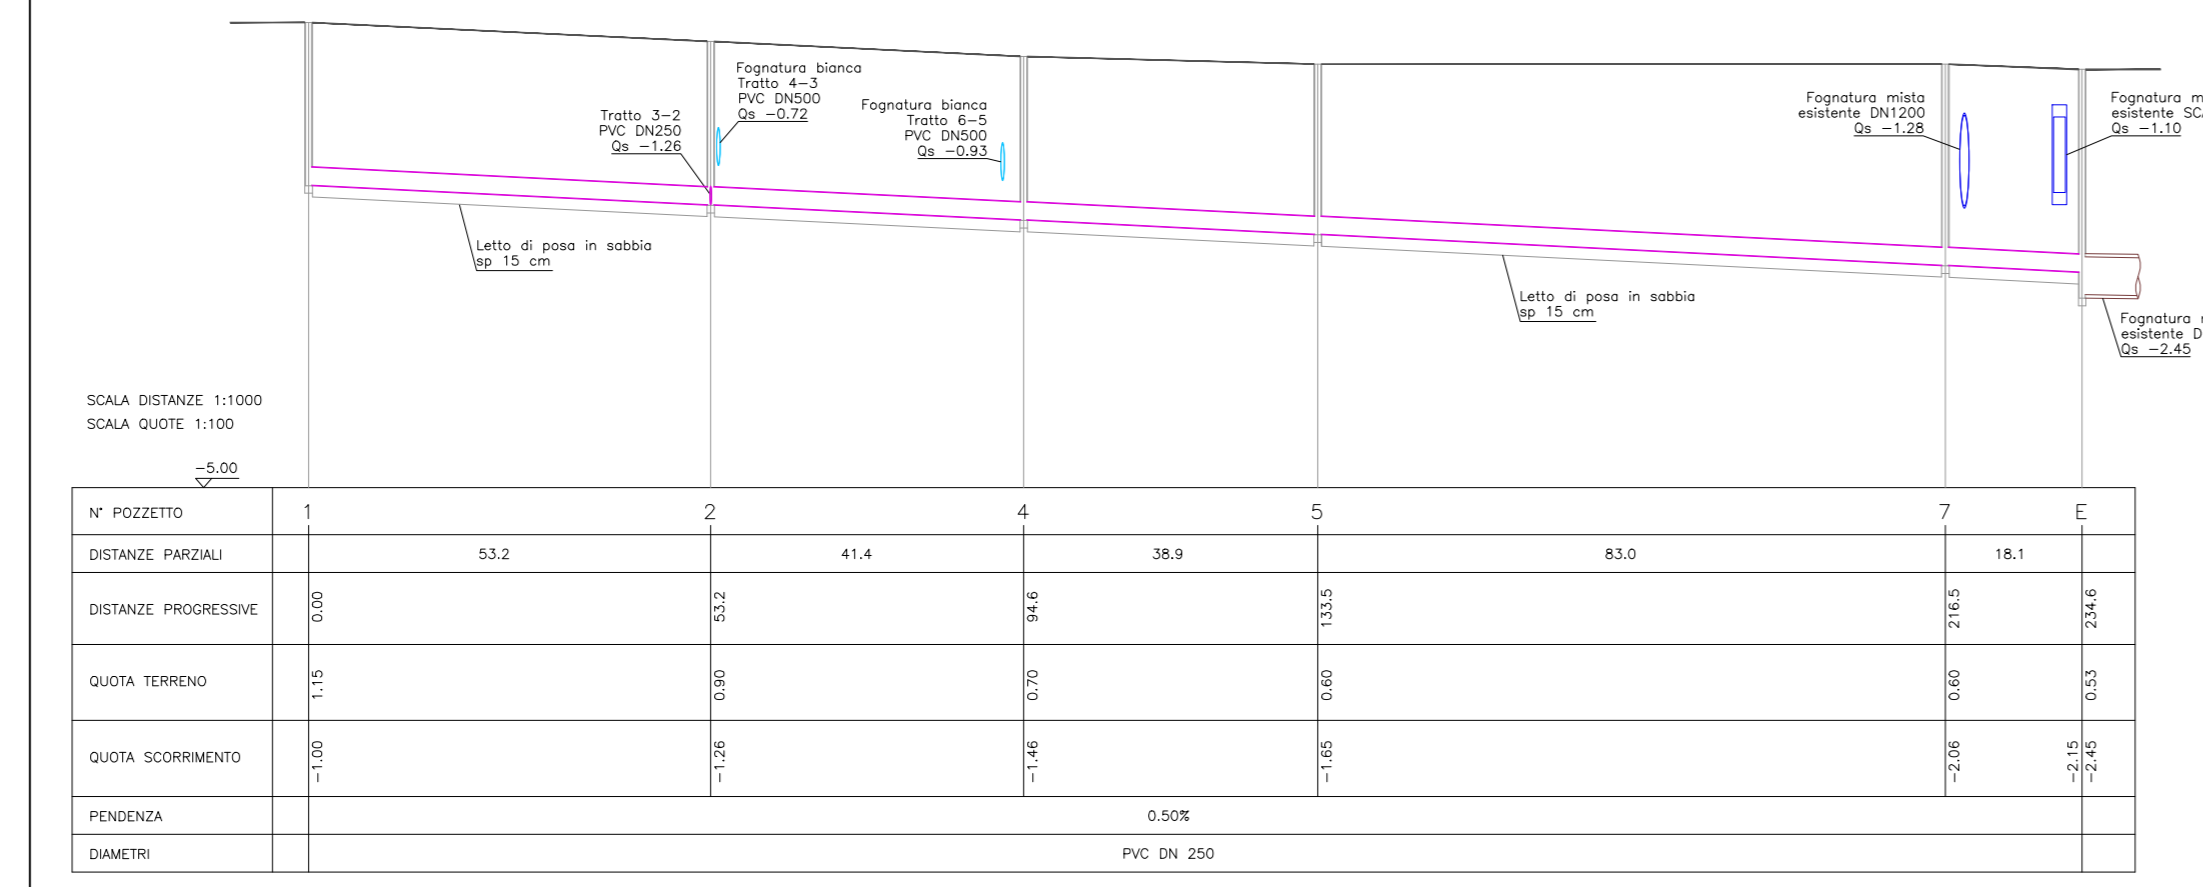 Fognatura bianca
Tratto 4-3
PVC DN500
Qs -0.72
Tratto 3-2
PVC DN250
Qs -1.26
Fognatura bianca
Tratto 6-5
PVC DN500
Qs -0.93
Fognatura mista
esistente DN1200
Qs -1.28
Fognatura
esistente
Qs -1.10
Letto di posa in sabbia
sp 15 cm
Letto di posa in sabbia
sp 15 cm
Fognatura
esistente
Qs -2.45
SCALA DISTANZE 1:1000
SCALA QUOTE 1:100
-5.00
N° POZZETTO 1 2 4 5 7 E
DISTANZE PARZIALI 53.2 41.4 38.9 83.0 18.1
DISTANZE PROGRESSIVE 0.00 53.2 94.6 133.5 216.5 234.6
QUOTA TERRENO 1.15 0.90 0.70 0.60 0.60 0.53
QUOTA SCORRIMENTO -1.00 -1.26 -1.46 -1.65 -2.06 -2.15 -2.45
PENDENZA 0.50%
DIAMETRI PVC DN 250